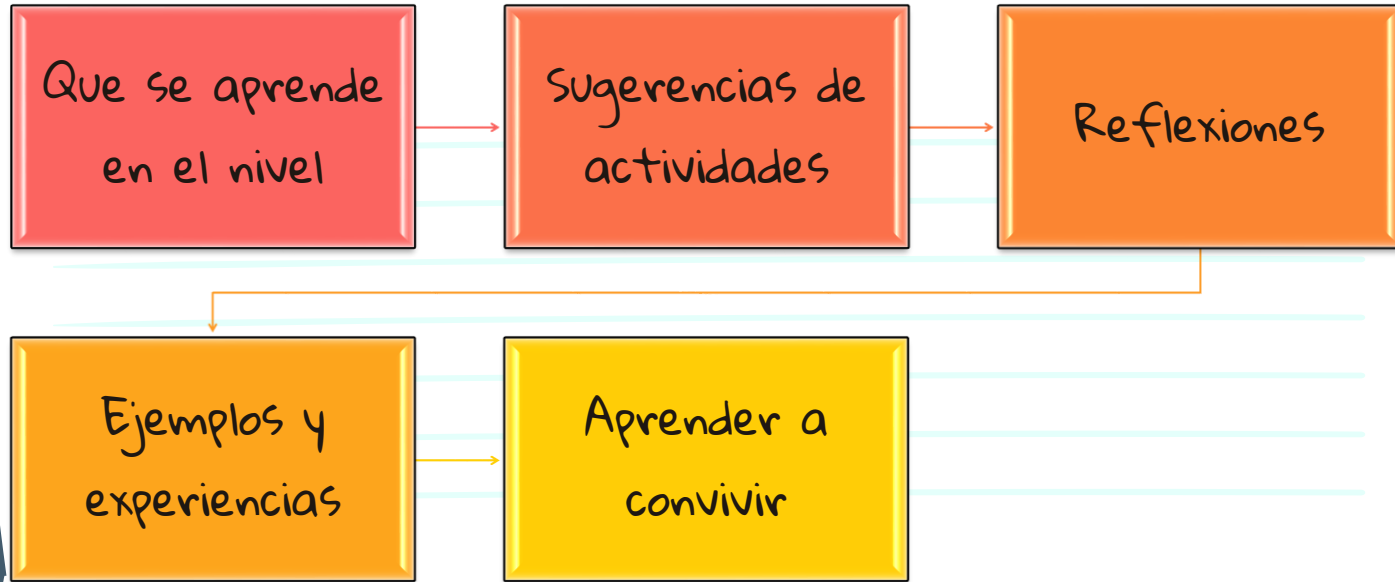 Que se aprende
en el nivel
Sugerencias de
actividades
Reflexiones
Ejemplos y
experiencias
Aprender a
convivir